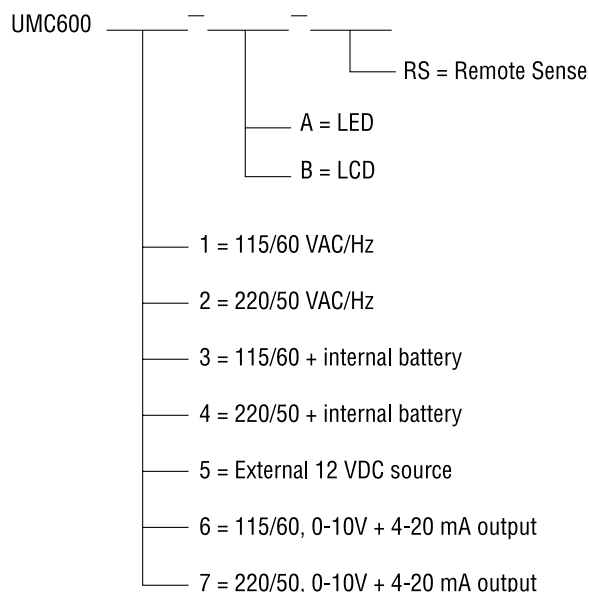 UMC600
RS = Remote Sense
A = LED
B = LCD
1 = 115/60 VAC/Hz
2 = 220/50 VAC/Hz
3 = 115/60 + internal battery
4 = 220/50 + internal battery
5 = External 12 VDC source
6 = 115/60, 0-10V + 4-20 mA output
7 = 220/50, 0-10V + 4-20 mA output